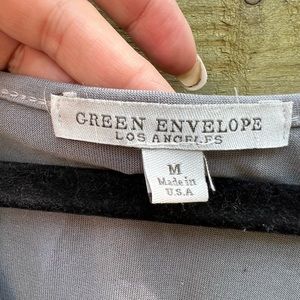 GREEN ENVELOPE
LOS ANGELES
M
Made in
U.S.A